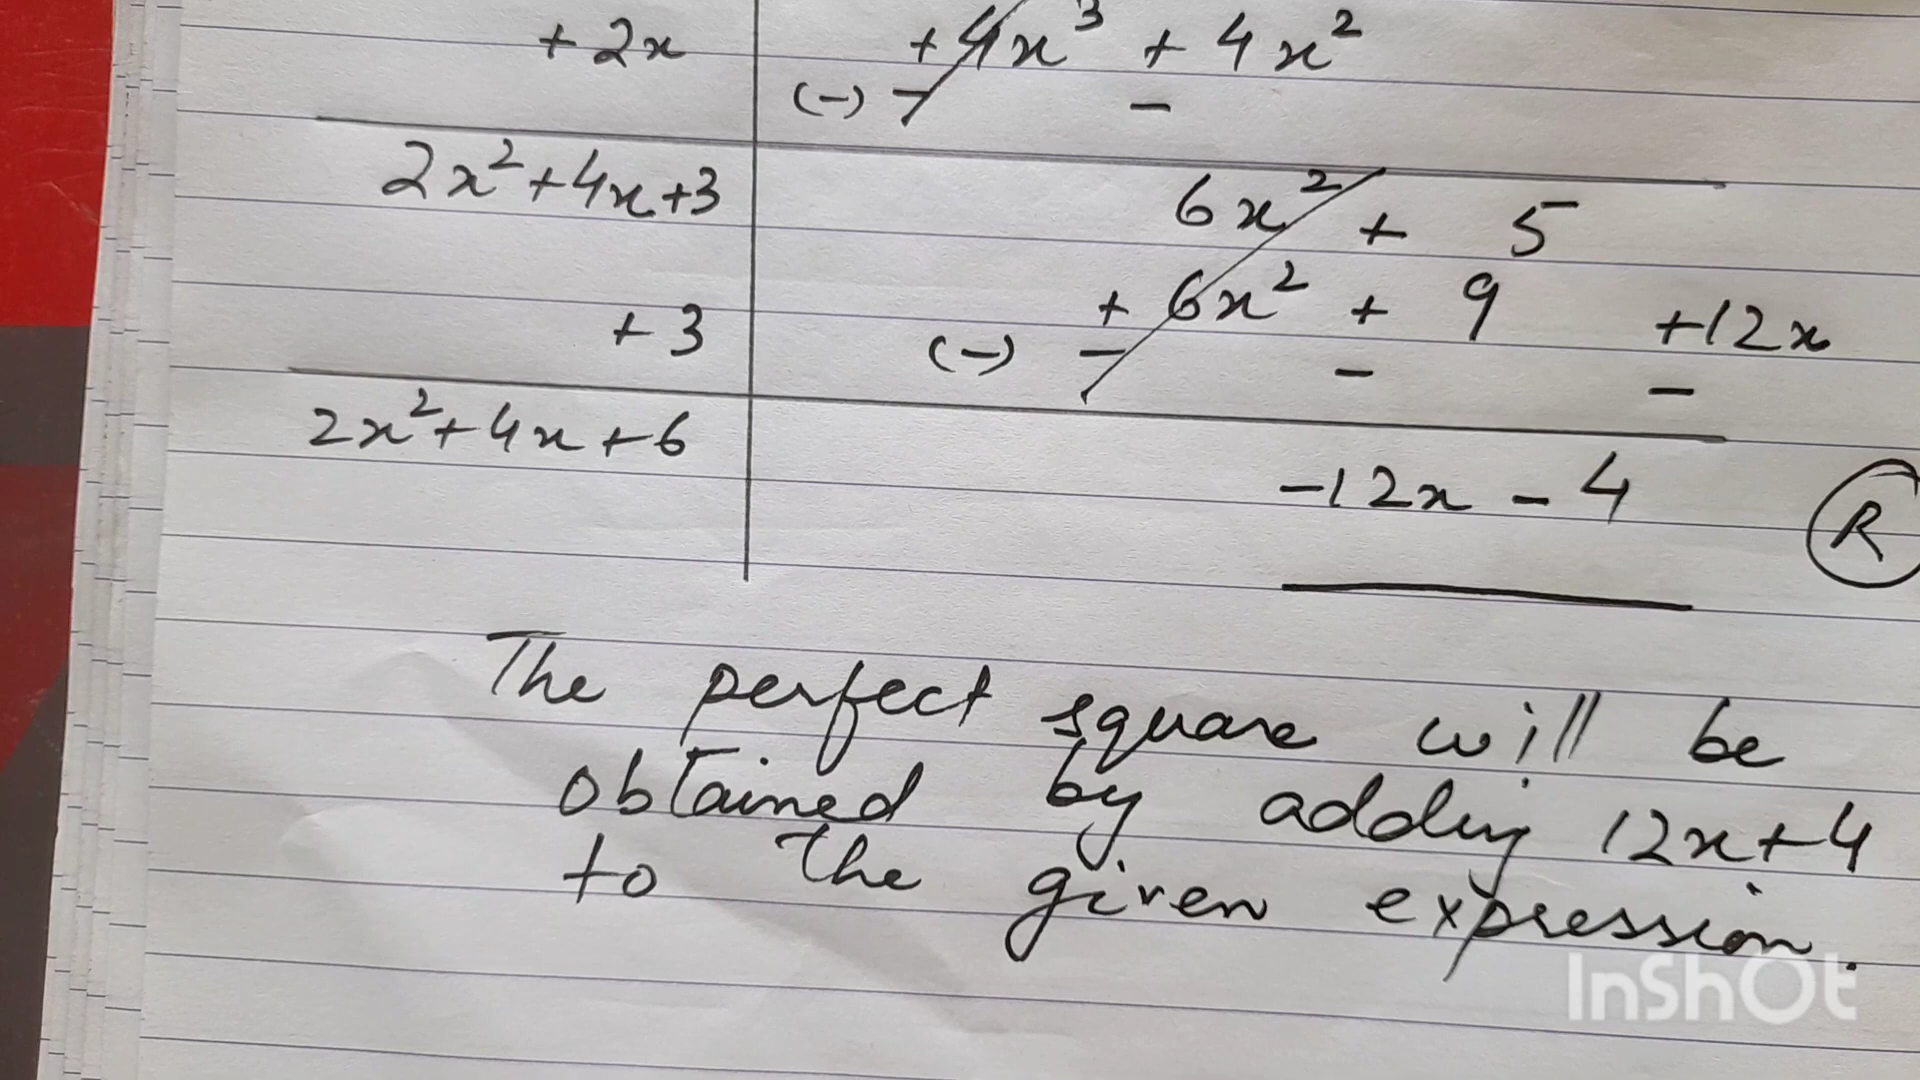 + 2x + 4x³ + 4x²
(-) - -
2x² + 4x + 3 6x² + 5
+ 3 + 6x² + 9 + 12x
(-) - - -
2x² + 4x + 6 -12x - 4 R
The perfect square will be
obtained by adding 12x + 4
to the given expression.
InShOt